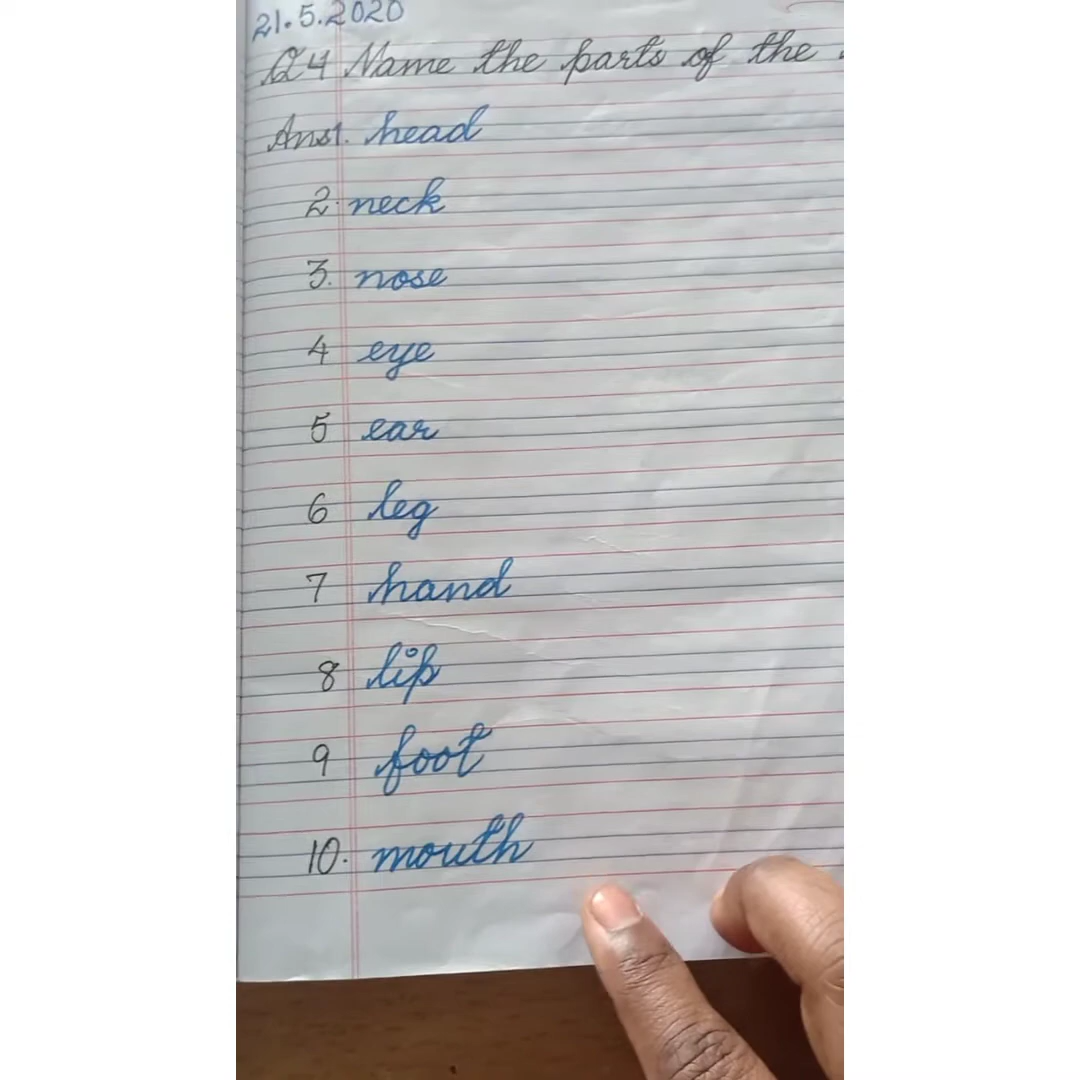 21.5.2020
Q4 Name the parts of the
Ans1. head
2. neck
3. nose
4 eye
5 ear
6 leg
7 hand
8 lip
9 foot
10. mouth